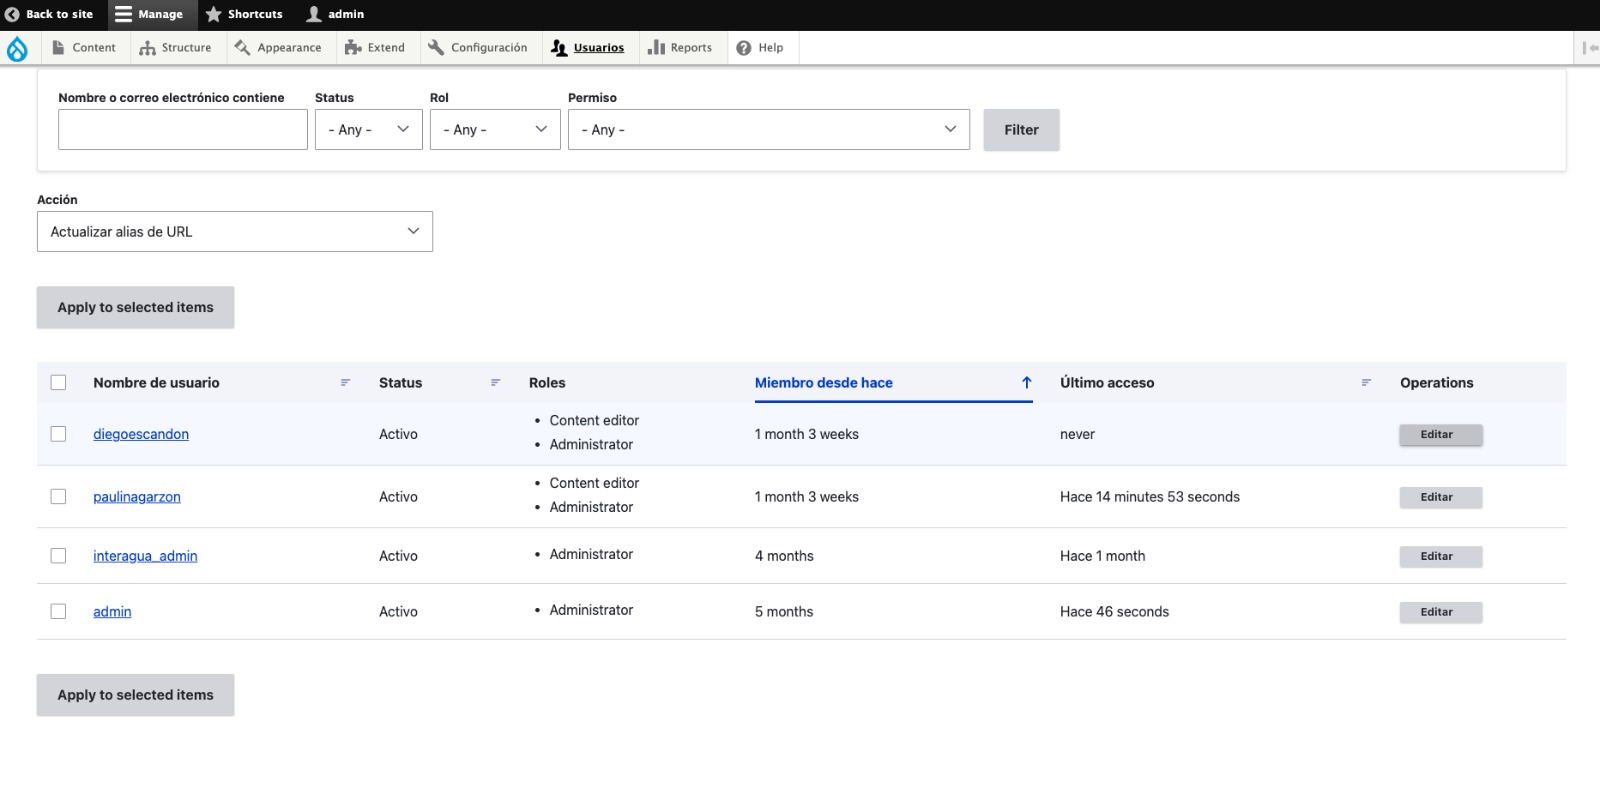 Back to site Manage Shortcuts admin
Content Structure Appearance Extend Configuración Usuarios Reports Help
Nombre o correo electrónico contiene Status Rol Permiso
- Any - - Any - - Any - Filter
Acción
Actualizar alias de URL
Apply to selected items
Nombre de usuario Status Roles Miembro desde hace Último acceso Operations
diegoescandon Activo Content editor Administrator 1 month 3 weeks never Editar
paulinagarzon Activo Content editor Administrator 1 month 3 weeks Hace 14 minutes 53 seconds Editar
interagua_admin Activo Administrator 4 months Hace 1 month Editar
admin Activo Administrator 5 months Hace 46 seconds Editar
Apply to selected items